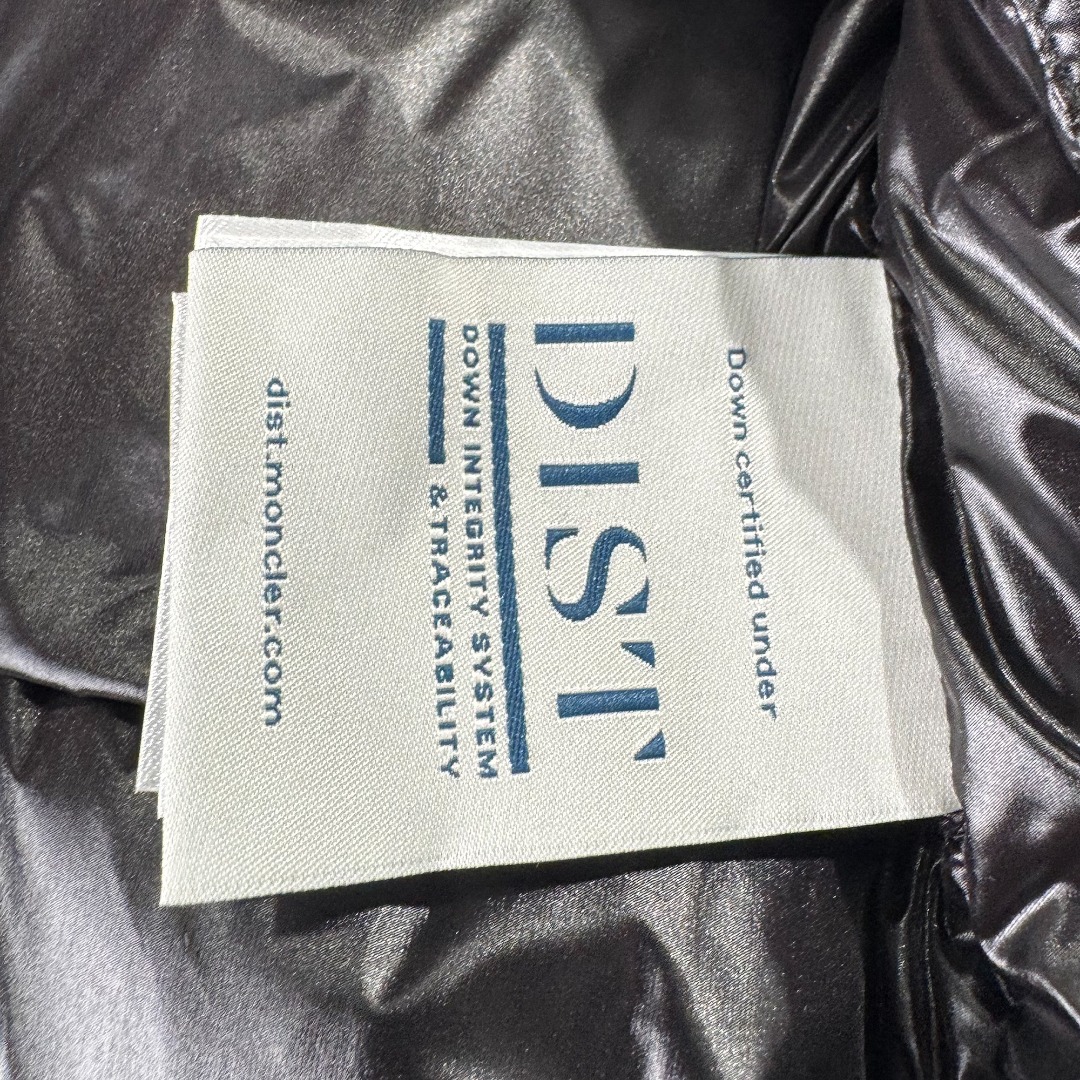 Down certified under
DIST
DOWN INTEGRITY SYSTEM
& TRACEABILITY
dist.moncler.com